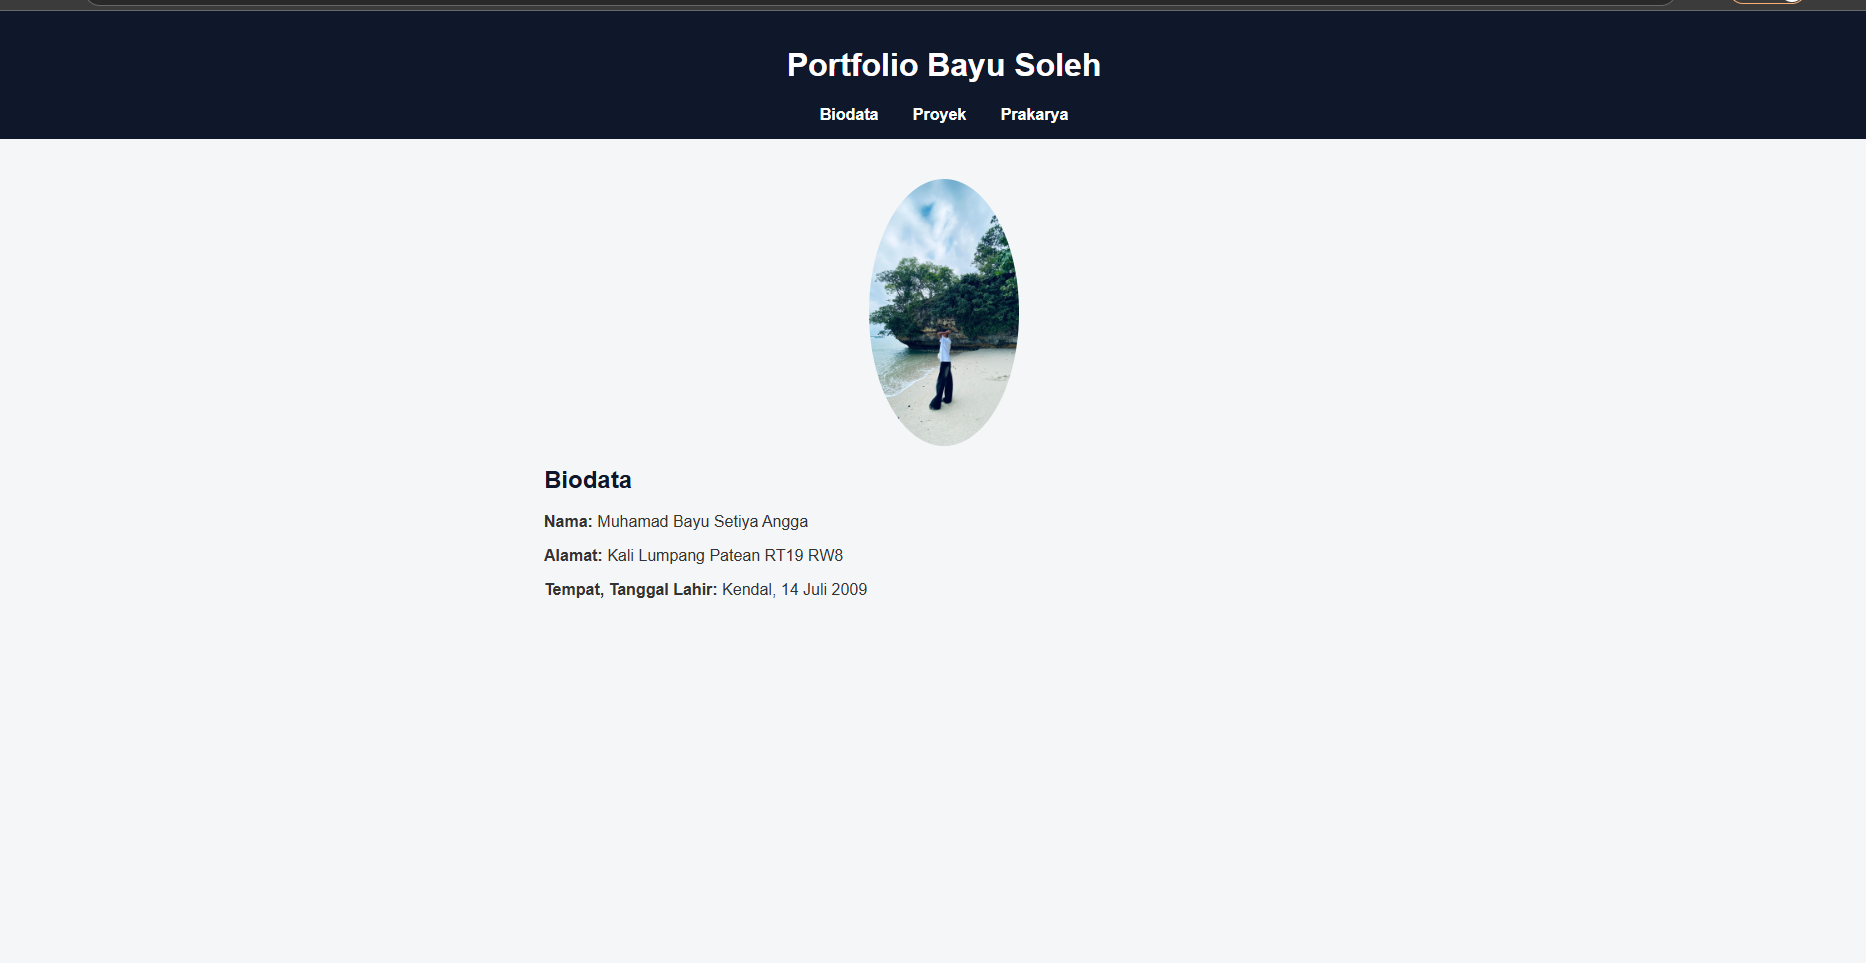 Portfolio Bayu Soleh
Biodata Proyek Prakarya
Biodata
Nama: Muhamad Bayu Setiya Angga
Alamat: Kali Lumpang Patean RT19 RW8
Tempat, Tanggal Lahir: Kendal, 14 Juli 2009